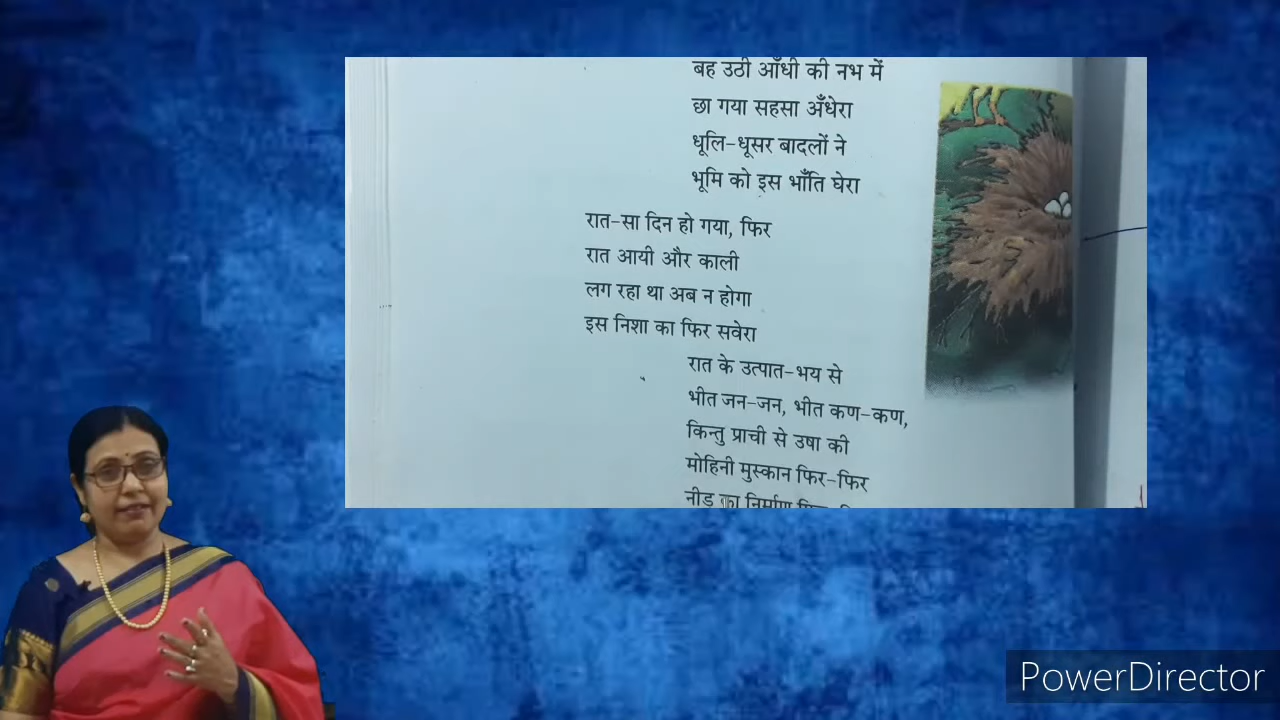 बह उठी आँधी की नभ में
छा गया सहसा अँधेरा
धूलि-धूसर बादलों ने
भूमि को इस भाँति घेरा
रात-सा दिन हो गया, फिर
रात आयी और काली
लग रहा था अब न होगा
इस निशा का फिर सवेरा
रात के उत्पात-भय से
भीत जन-जन, भीत कण-कण,
किन्तु प्राची से उषा की
मोहिनी मुस्कान फिर-फिर
नीड़ का निर्माण
PowerDirector